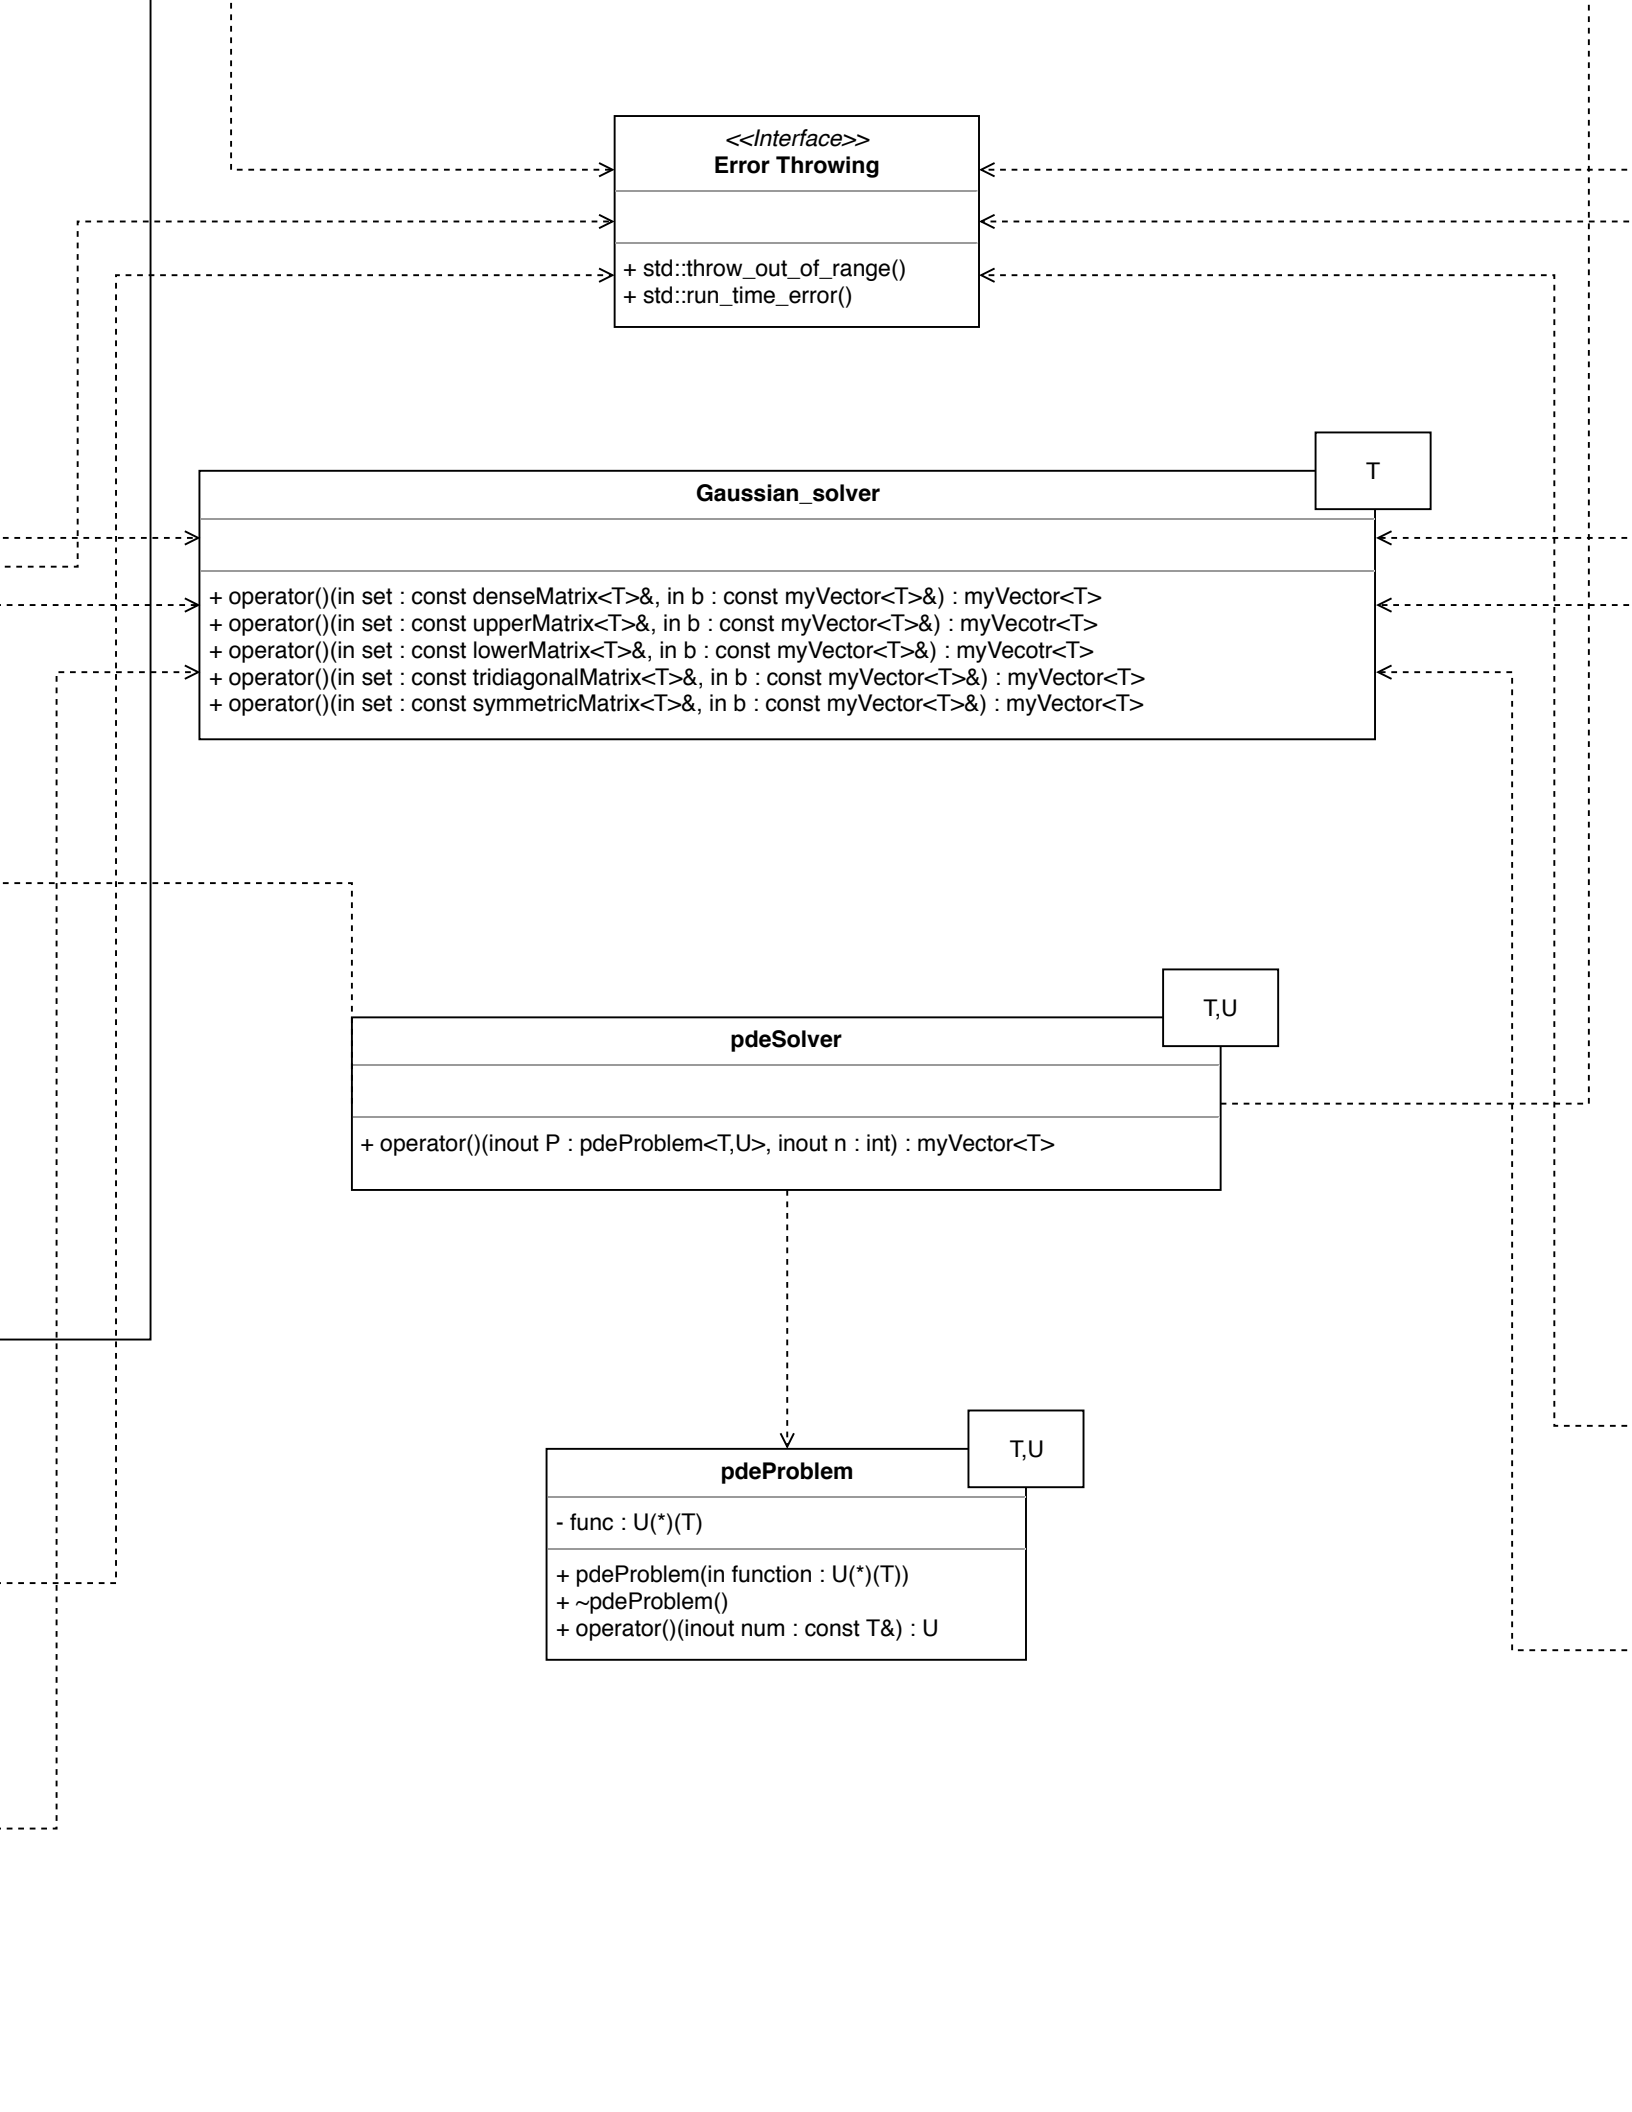 <<Interface>>
Error Throwing
+ std::throw_out_of_range()
+ std::run_time_error()
T
Gaussian_solver
+ operator()(in set : const denseMatrix<T>&, in b : const myVector<T>&) : myVector<T>
+ operator()(in set : const upperMatrix<T>&, in b : const myVector<T>&) : myVecotr<T>
+ operator()(in set : const lowerMatrix<T>&, in b : const myVector<T>&) : myVecotr<T>
+ operator()(in set : const tridiagonalMatrix<T>&, in b : const myVector<T>&) : myVector<T>
+ operator()(in set : const symmetricMatrix<T>&, in b : const myVector<T>&) : myVector<T>
T,U
pdeSolver
+ operator()(inout P : pdeProblem<T,U>, inout n : int) : myVector<T>
T,U
pdeProblem
- func : U(*)(T)
+ pdeProblem(in function : U(*)(T))
+ ~pdeProblem()
+ operator()(inout num : const T&) : U